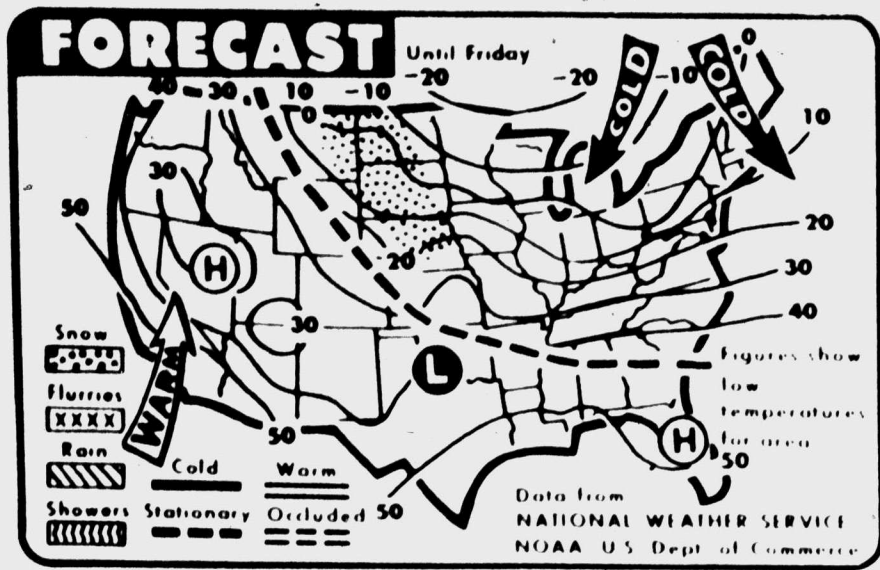 FORECAST
Until Friday
-20
-20
-10
0
COLD
COLD
40
30
10
-10
0
10
30
50
H
20
20
30
30
40
L
WARM
50
H
50
50
Snow
Flurries
XXXX
Rain
Showers
Cold
Warm
Stationary
Occluded
Figures show
low
temperatures
for area
Data from
NATIONAL WEATHER SERVICE
NOAA US Dept of Commerce